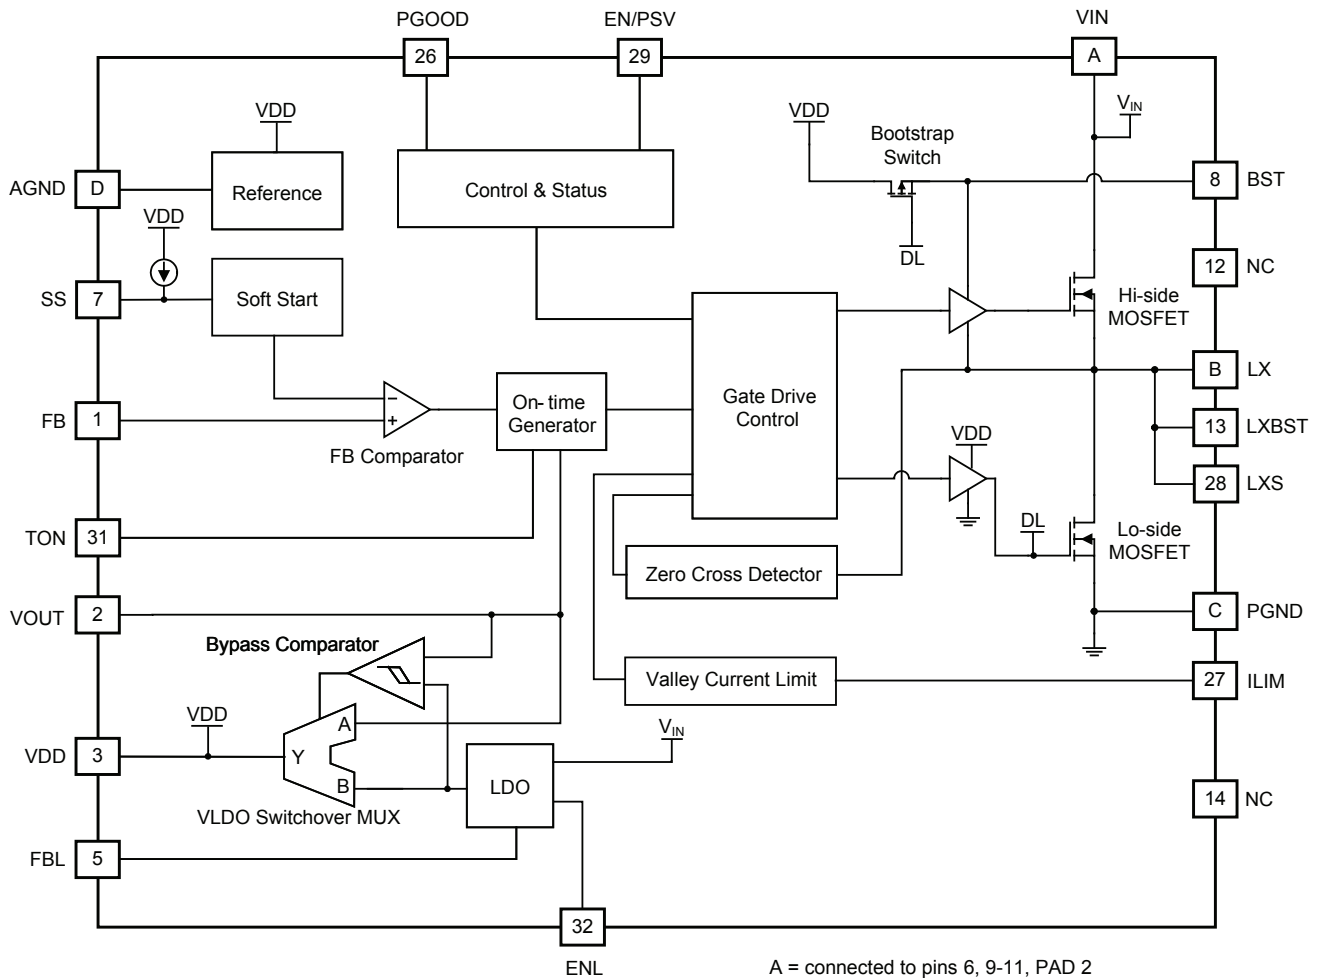 PGOOD
EN/PSV
VIN
26
29
A
VDD
VDD
VIN
Bootstrap
Switch
AGND
D
Reference
Control & Status
8
BST
VDD
DL
12
NC
SS
7
Soft Start
Hi-side
MOSFET
B
LX
On- time
Generator
Gate Drive
Control
FB
1
−
+
13
LXBST
FB Comparator
VDD
28
LXS
TON
31
DL
Lo-side
MOSFET
Zero Cross Detector
VOUT
2
C
PGND
Bypass Comparator
Valley Current Limit
27
ILIM
VDD
A
VIN
VDD
3
Y
B
LDO
14
NC
VLDO Switchover MUX
FBL
5
32
ENL
A = connected to pins 6, 9-11, PAD 2